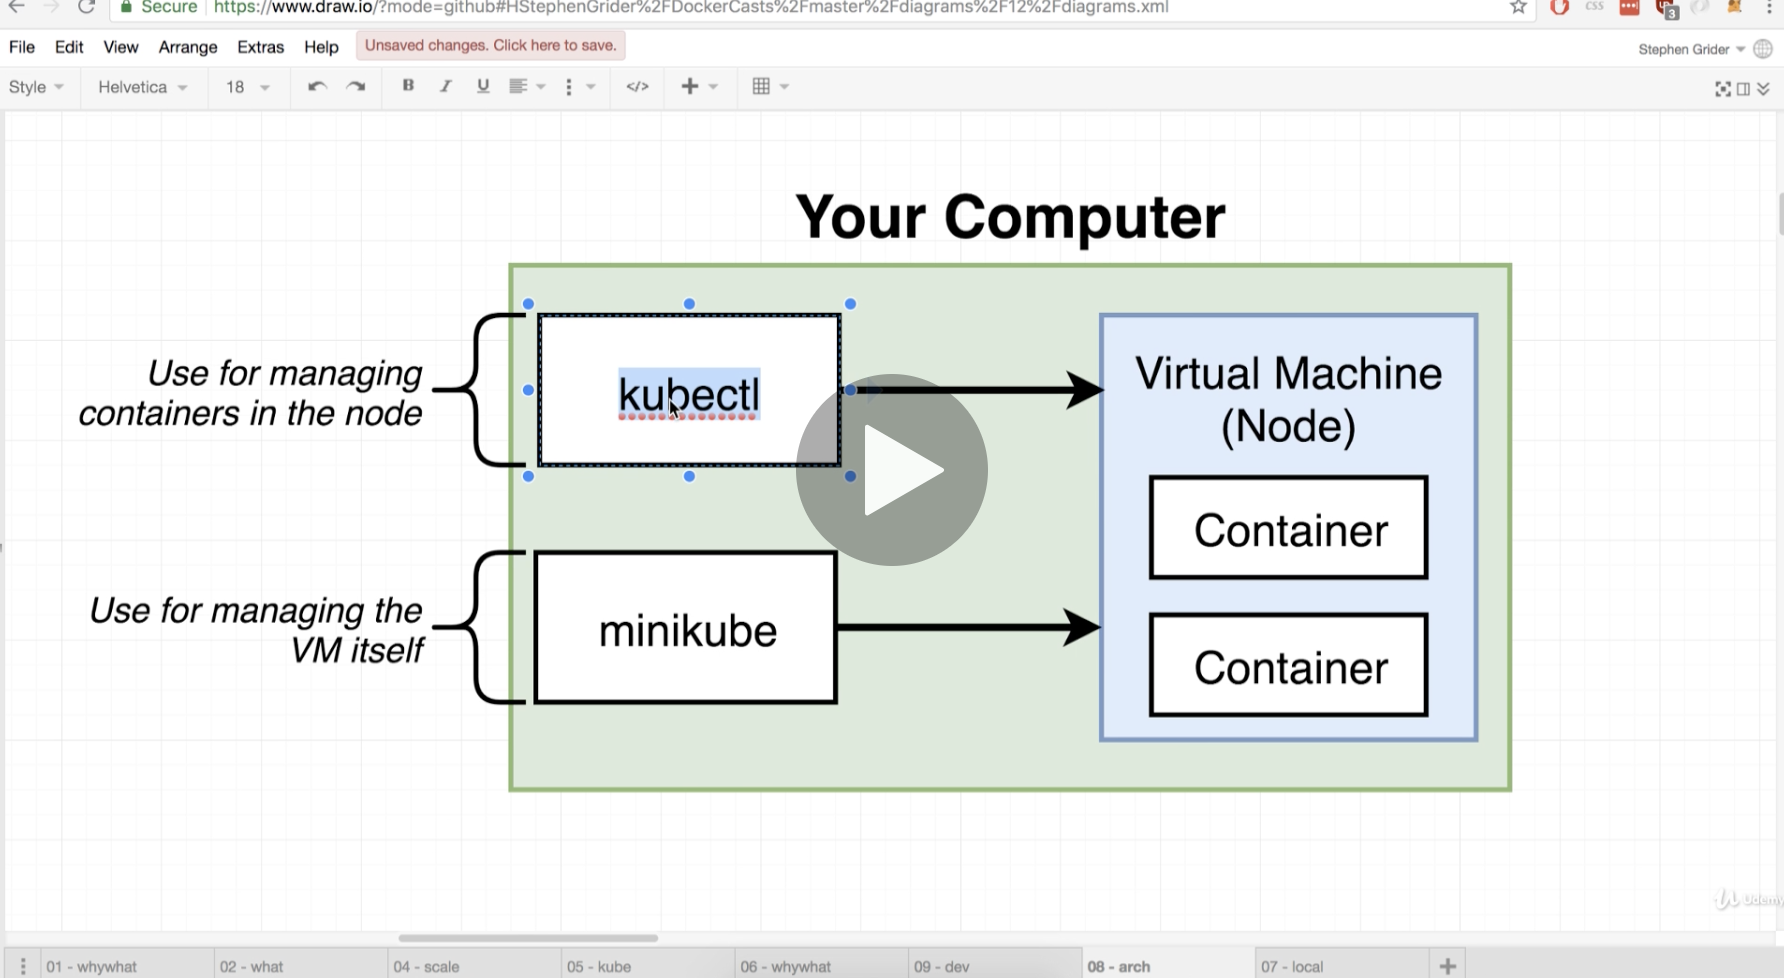 Secure https://www.draw.io/?mode=github#HStephenGrider%2FDockerCasts%2Fmaster%2Fdiagrams%2F12%2Fdiagrams.xml
CSS
3
File Edit View Arrange Extras Help Unsaved changes. Click here to save. Stephen Grider
Style Helvetica 18 B I U </>
Your Computer
Use for managing
containers in the node
kubectl
Virtual Machine
(Node)
Container
Use for managing the
VM itself
minikube
Container
Udemy
01 - whywhat 02 - what 04 - scale 05 - kube 06 - whywhat 09 - dev 08 - arch 07 - local